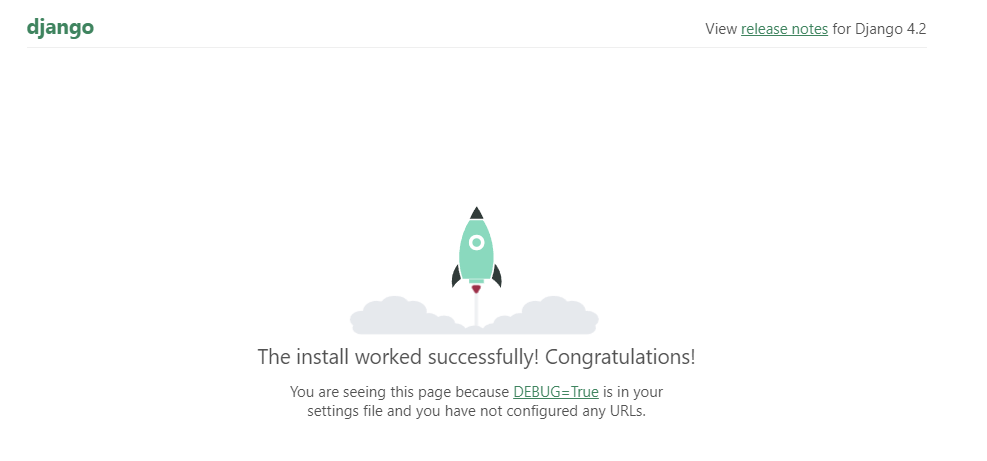 django
View release notes for Django 4.2
The install worked successfully! Congratulations!
You are seeing this page because DEBUG=True is in your
settings file and you have not configured any URLs.